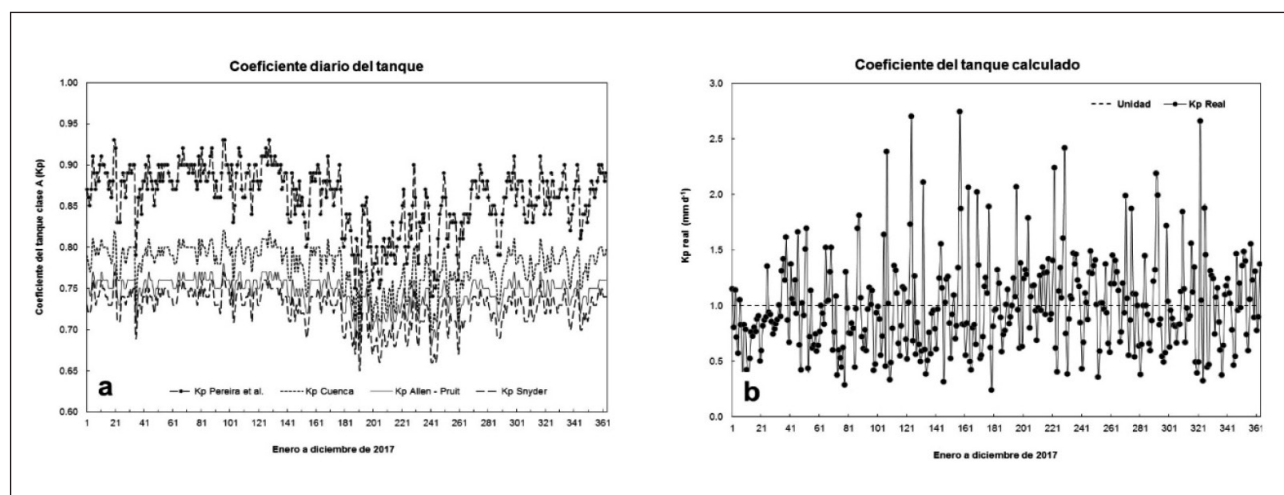 Coeficiente diario del tanque
Coeficiente del tanque clase A (Kp)
1.00
0.95
0.90
0.85
0.80
0.75
0.70
0.65
0.60
a
Kp Pereira et al. Kp Cuenca Kp Allen - Pruit Kp Snyder
1 21 41 61 81 101 121 141 161 181 201 221 241 261 281 301 321 341 361
Enero a diciembre de 2017
Coeficiente del tanque calculado
Kp real (mm d-1)
3.0
2.5
2.0
1.5
1.0
0.5
0.0
Unidad Kp Real
b
1 21 41 61 81 101 121 141 161 181 201 221 241 261 281 301 321 341 361
Enero a diciembre de 2017